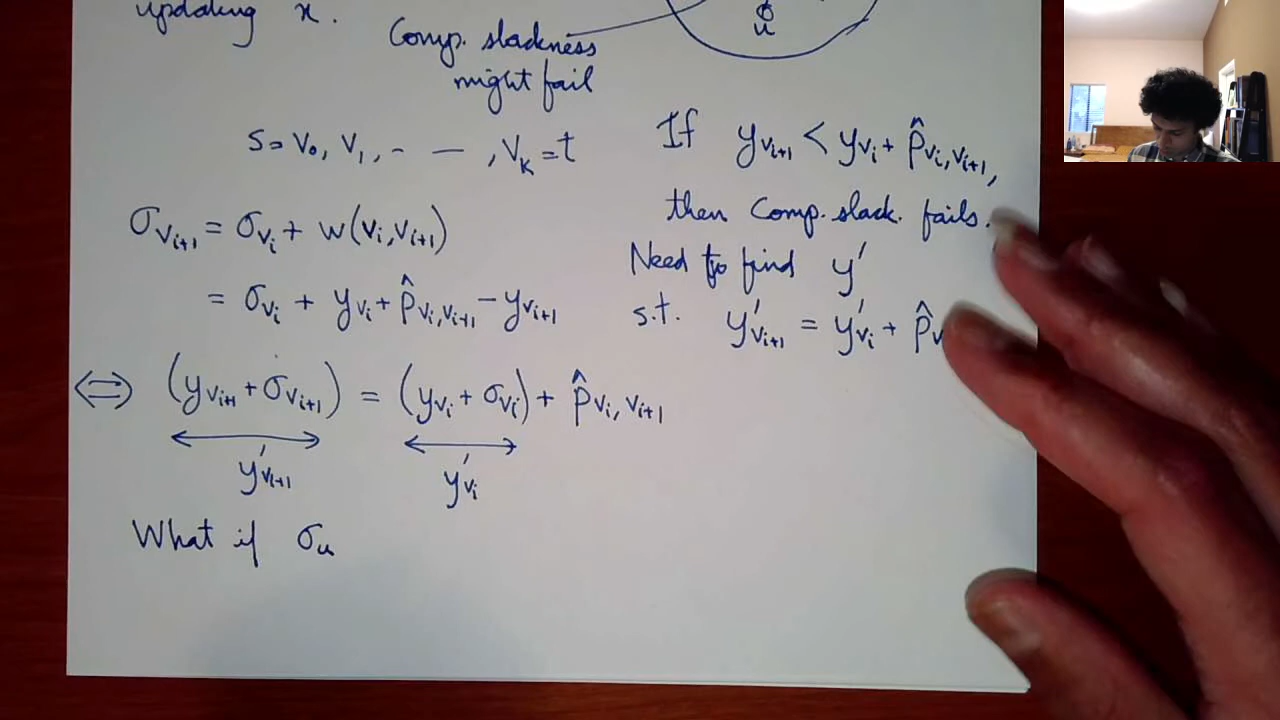 updating x.
Comp. slackness
might fail
u
s = v₀, v₁, - — , v_k = t
σ_{v_{i+1}} = σ_{v_i} + w(v_i, v_{i+1})
= σ_{v_i} + y_{v_i} + p̂_{v_i, v_{i+1}} − y_{v_{i+1}}
⟺ (y_{v_{i+1}} + σ_{v_{i+1}}) = (y_{v_i} + σ_{v_i}) + p̂_{v_i, v_{i+1}}
y'_{v_{i+1}} y'_{v_i}
What if σ_u
If y_{v_{i+1}} < y_{v_i} + p̂_{v_i, v_{i+1}},
then Comp. slack. fails.
Need to find y'
s.t. y'_{v_{i+1}} = y'_{v_i} + p̂_v